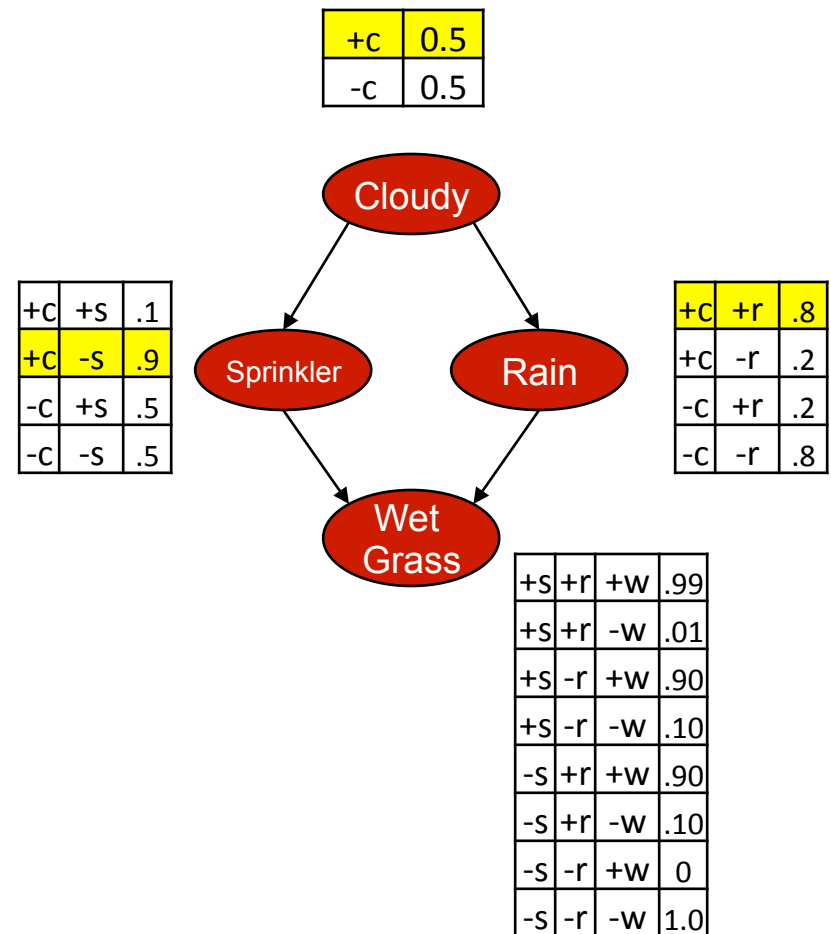 +c 0.5
-c 0.5
Cloudy
+c +s .1
+c -s .9
-c +s .5
-c -s .5
Sprinkler
Rain
+c +r .8
+c -r .2
-c +r .2
-c -r .8
Wet
Grass
+s +r +w .99
+s +r -w .01
+s -r +w .90
+s -r -w .10
-s +r +w .90
-s +r -w .10
-s -r +w 0
-s -r -w 1.0